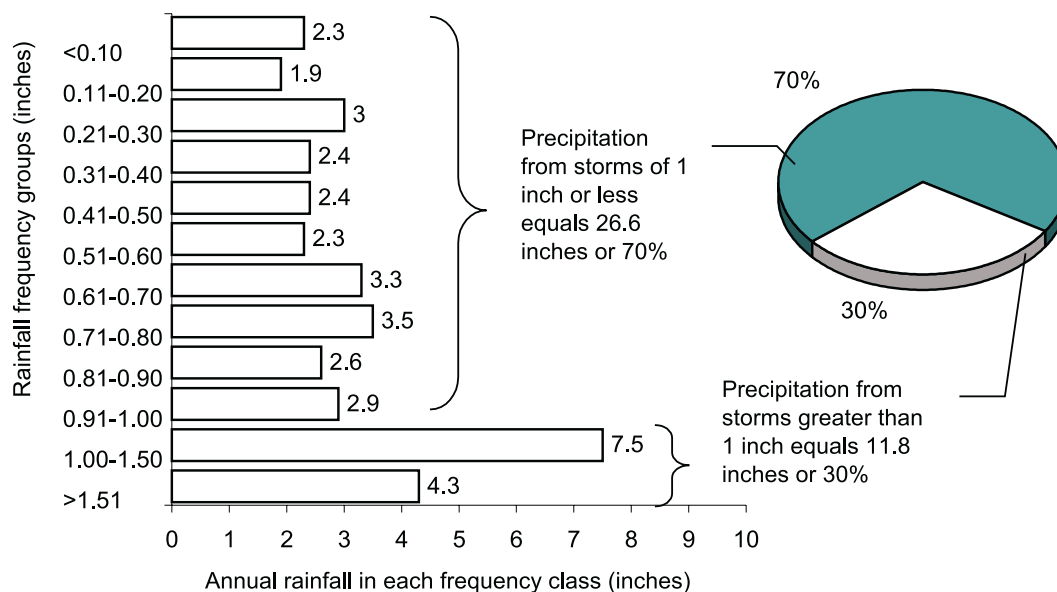 Rainfall frequency groups (inches)
<0.10
0.11-0.20
0.21-0.30
0.31-0.40
0.41-0.50
0.51-0.60
0.61-0.70
0.71-0.80
0.81-0.90
0.91-1.00
1.00-1.50
>1.51
2.3
1.9
3
2.4
2.4
2.3
3.3
3.5
2.6
2.9
7.5
4.3
0 1 2 3 4 5 6 7 8 9 10
Annual rainfall in each frequency class (inches)
Precipitation
from storms of 1
inch or less
equals 26.6
inches or 70%
70%
30%
Precipitation from
storms greater than
1 inch equals 11.8
inches or 30%